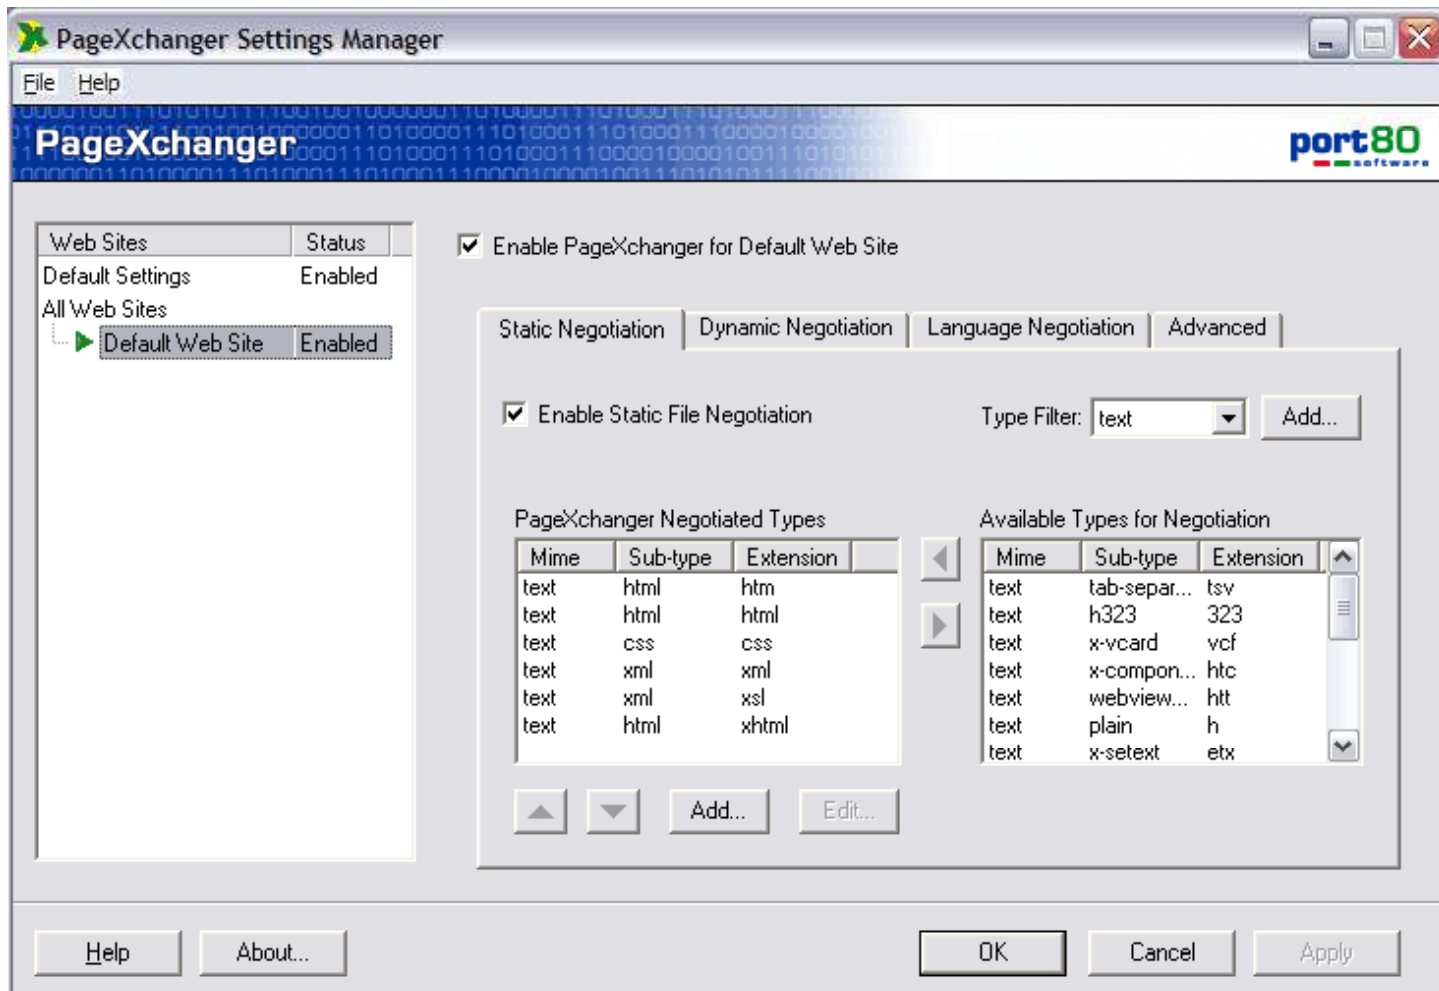 PageXchanger Settings Manager
File Help
PageXchanger
port80
software
Web Sites Status
Default Settings Enabled
All Web Sites
Default Web Site Enabled
Enable PageXchanger for Default Web Site
Static Negotiation Dynamic Negotiation Language Negotiation Advanced
Enable Static File Negotiation
Type Filter: text Add...
PageXchanger Negotiated Types
Mime Sub-type Extension
text html htm
text html html
text css css
text xml xml
text xml xsl
text html xhtml
Add... Edit...
Available Types for Negotiation
Mime Sub-type Extension
text tab-separ... tsv
text h323 323
text x-vcard vcf
text x-compon... htc
text webview... htt
text plain h
text x-setext etx
Help About... OK Cancel Apply